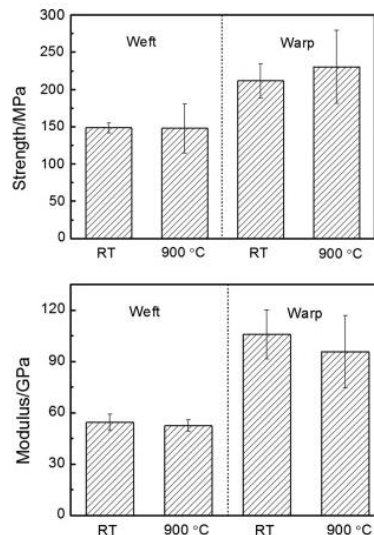 300
250
200
150
100
50
0
Strength/MPa
Weft
Warp
RT
900 °C
RT
900 °C
120
90
60
30
0
Modulus/GPa
Weft
Warp
RT
900 °C
RT
900 °C